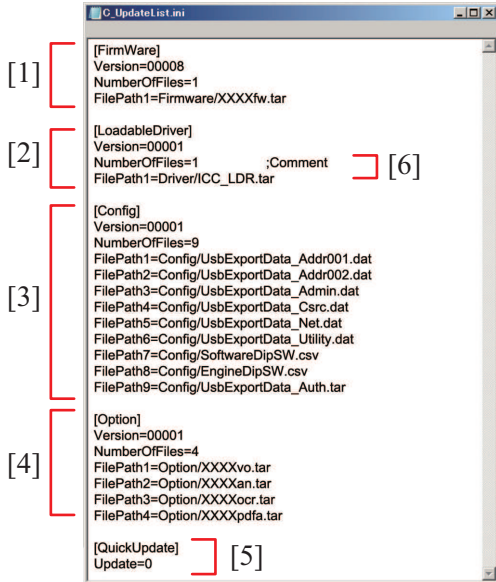 C_UpdateList.ini
[1]
[FirmWare]
Version=00008
NumberOfFiles=1
FilePath1=Firmware/XXXXfw.tar
[2]
[LoadableDriver]
Version=00001
NumberOfFiles=1 ;Comment
[6]
FilePath1=Driver/ICC_LDR.tar
[3]
[Config]
Version=00001
NumberOfFiles=9
FilePath1=Config/UsbExportData_Addr001.dat
FilePath2=Config/UsbExportData_Addr002.dat
FilePath3=Config/UsbExportData_Admin.dat
FilePath4=Config/UsbExportData_Csrc.dat
FilePath5=Config/UsbExportData_Net.dat
FilePath6=Config/UsbExportData_Utility.dat
FilePath7=Config/SoftwareDipSW.csv
FilePath8=Config/EngineDipSW.csv
FilePath9=Config/UsbExportData_Auth.tar
[4]
[Option]
Version=00001
NumberOfFiles=4
FilePath1=Option/XXXXvo.tar
FilePath2=Option/XXXXan.tar
FilePath3=Option/XXXXocr.tar
FilePath4=Option/XXXXpdfa.tar
[QuickUpdate]
Update=0
[5]